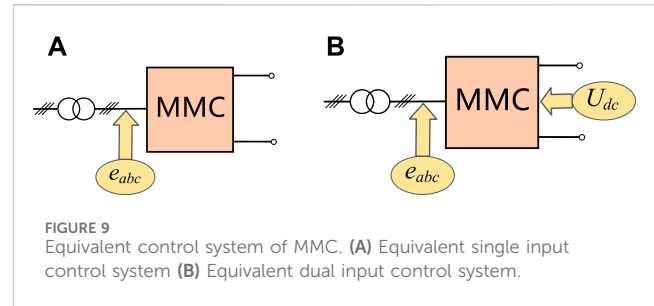 A
B
MMC
MMC
U_dc
e_abc
e_abc
FIGURE 9
Equivalent control system of MMC. (A) Equivalent single input
control system (B) Equivalent dual input control system.